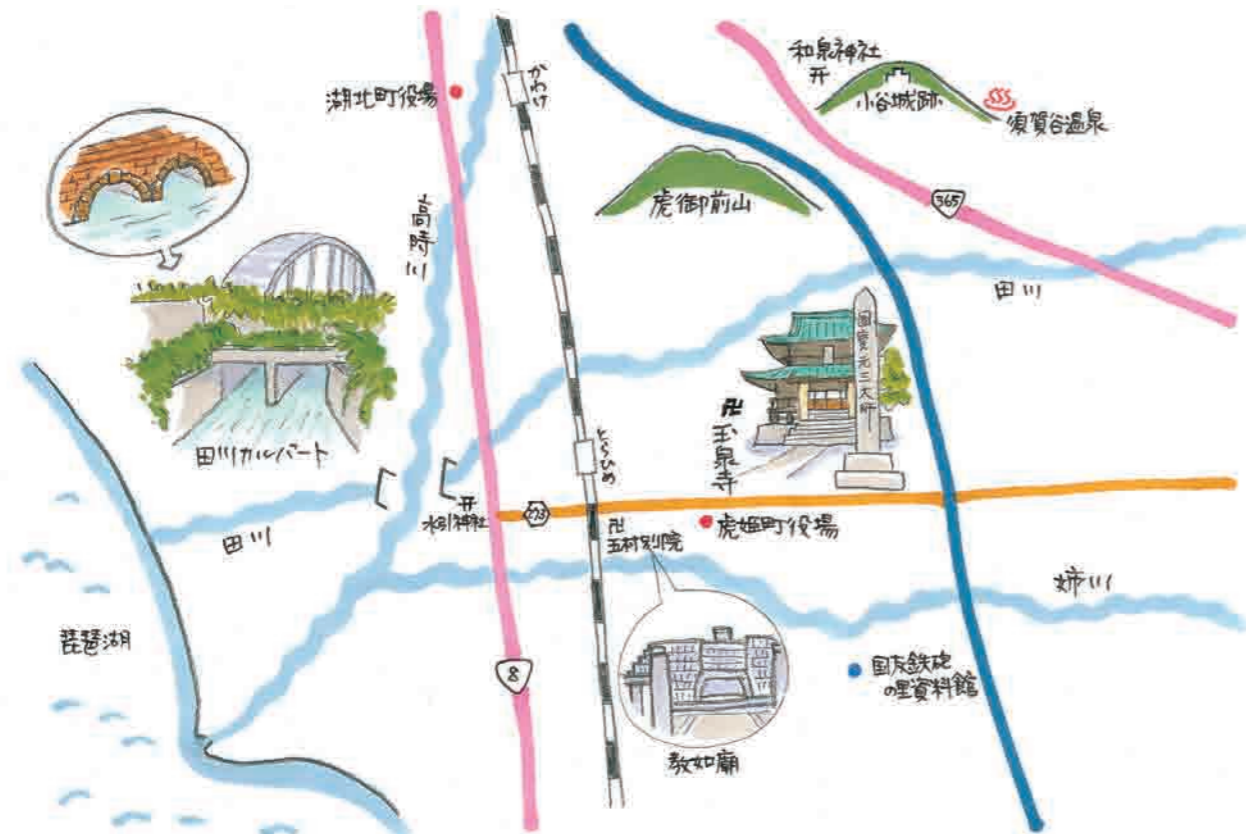 和泉神社
小谷城跡
須賀谷温泉
湖北町役場
かわけ
虎御前山
365
高時川
田川
国宝元三大師
卍玉泉寺
とらひめ
田川カルバート
水引神社
273
卍
五村別院
虎姫町役場
田川
姉川
琵琶湖
8
国友鉄砲
の里資料館
教如廟